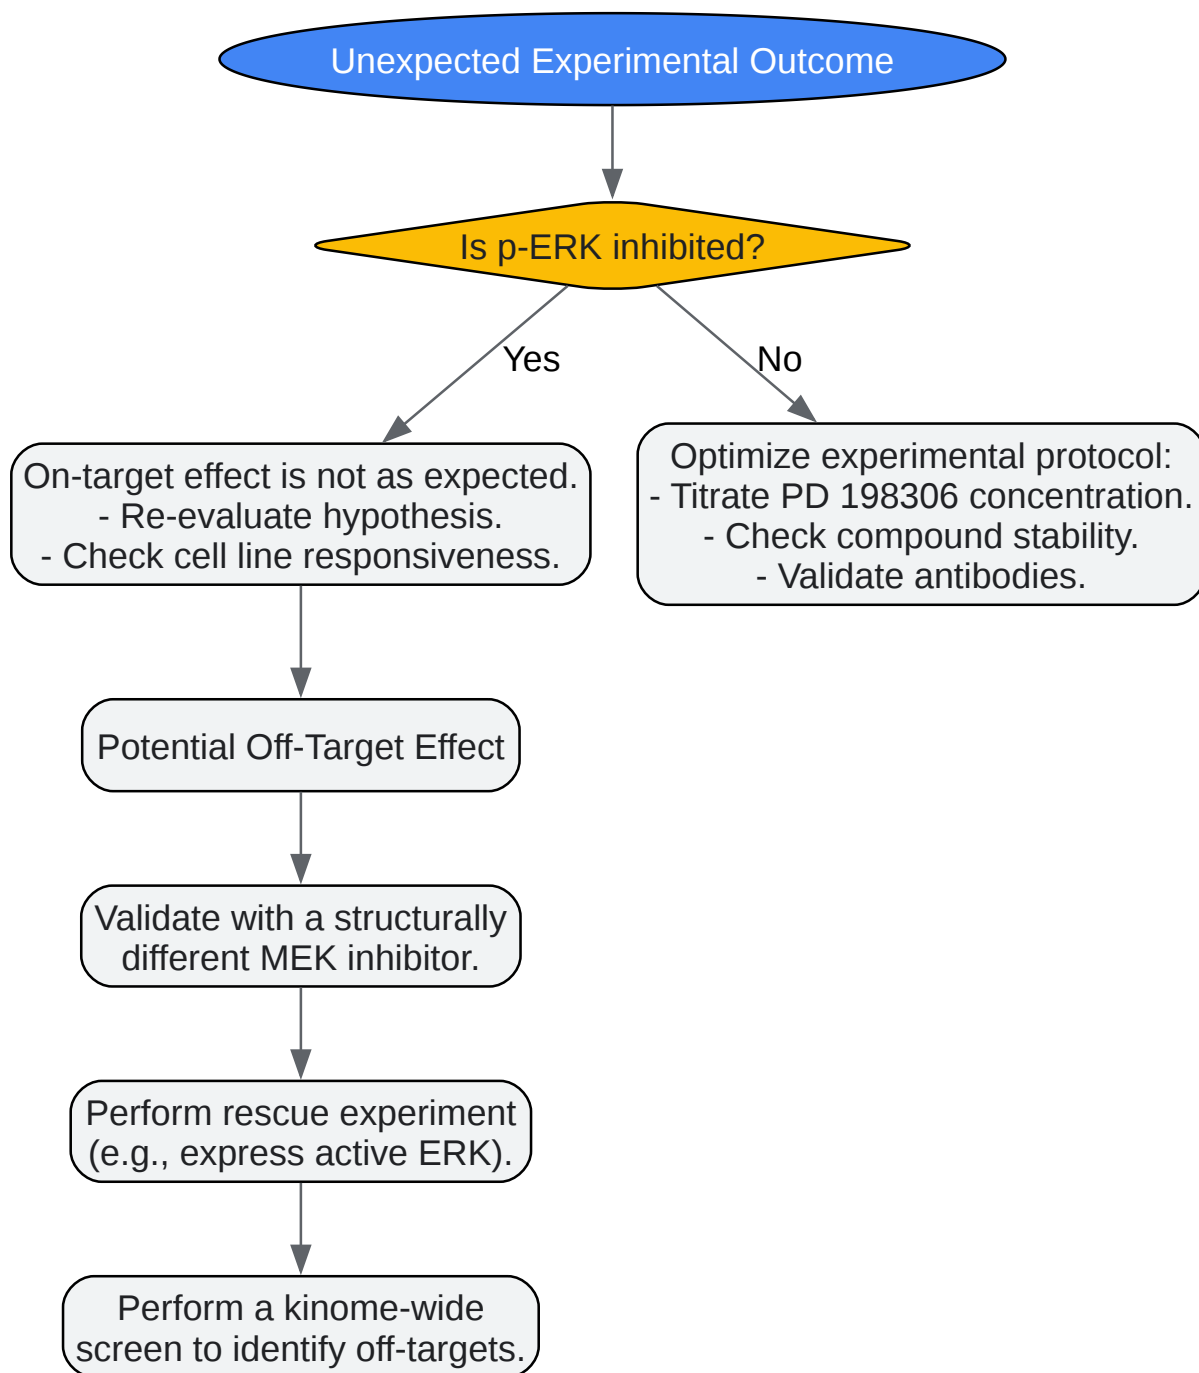 Unexpected Experimental Outcome
Is p-ERK inhibited?
Yes
No
On-target effect is not as expected.
- Re-evaluate hypothesis.
- Check cell line responsiveness.
Optimize experimental protocol:
- Titrate PD 198306 concentration.
- Check compound stability.
- Validate antibodies.
Potential Off-Target Effect
Validate with a structurally
different MEK inhibitor.
Perform rescue experiment
(e.g., express active ERK).
Perform a kinome-wide
screen to identify off-targets.